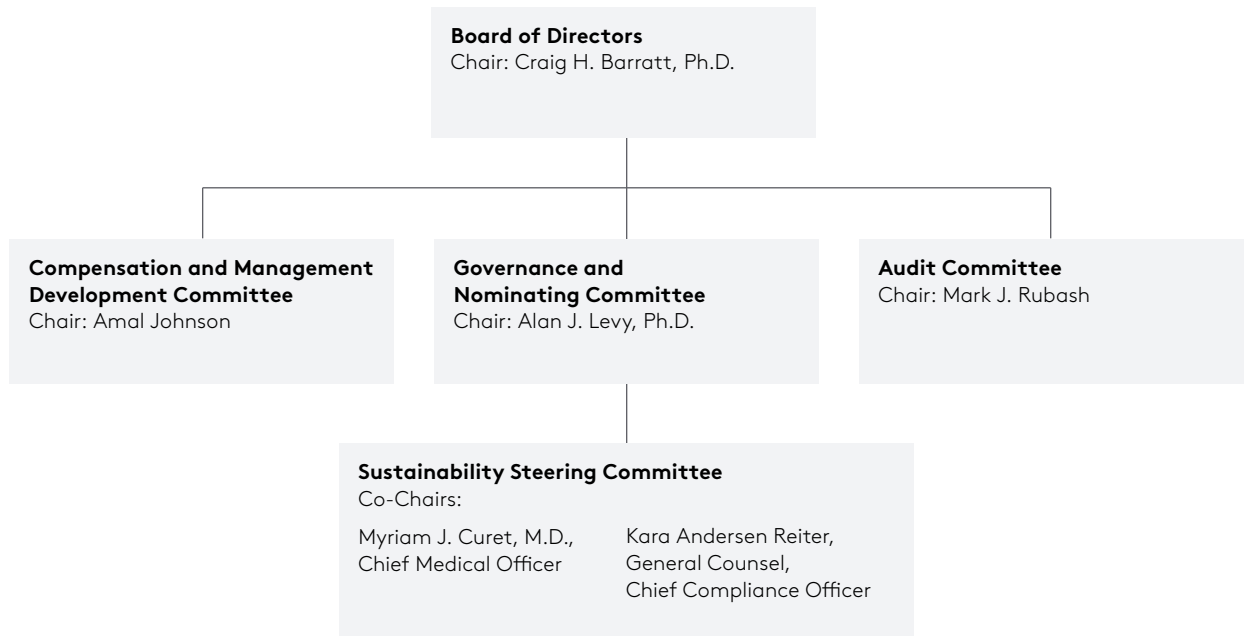 Board of Directors
Chair: Craig H. Barratt, Ph.D.
Compensation and Management
Development Committee
Chair: Amal Johnson
Governance and
Nominating Committee
Chair: Alan J. Levy, Ph.D.
Audit Committee
Chair: Mark J. Rubash
Sustainability Steering Committee
Co-Chairs:
Myriam J. Curet, M.D.,
Chief Medical Officer
Kara Andersen Reiter,
General Counsel,
Chief Compliance Officer